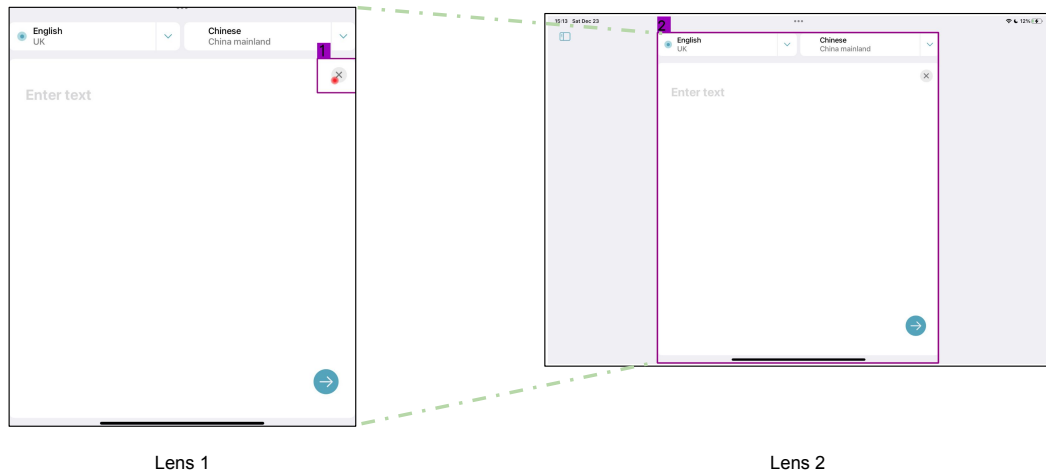 English
UK
Chinese
China mainland
1
Enter text
Lens 1
15:13 Sat Dec 23
12%
2
English
UK
Chinese
China mainland
Enter text
Lens 2